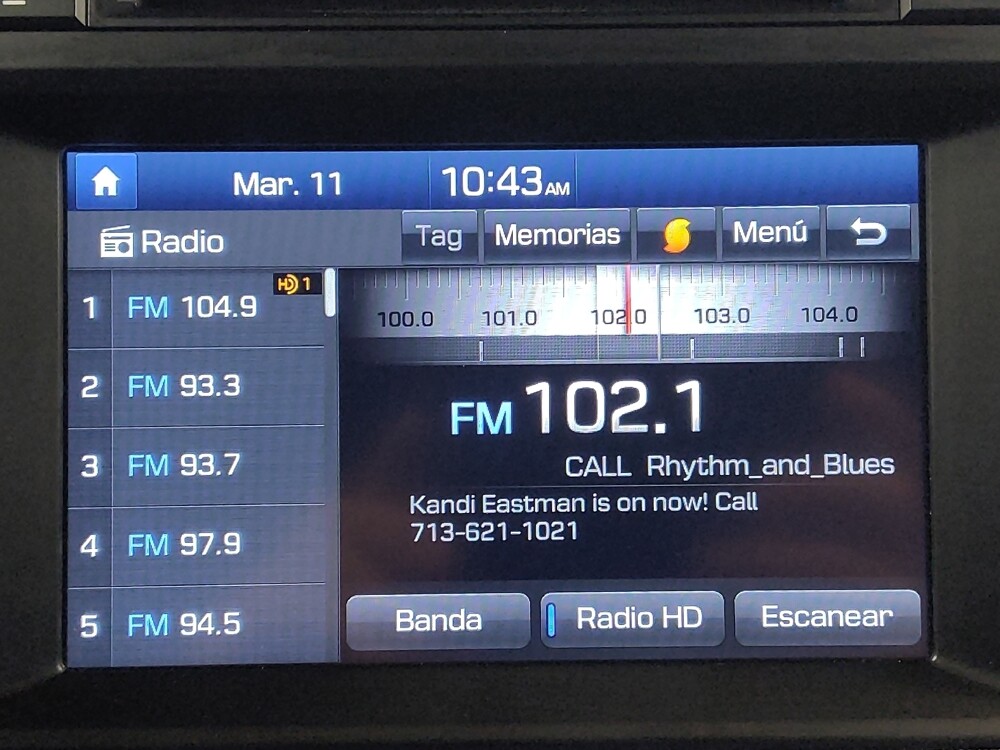 Mar. 11
10:43 AM
Radio
Tag
Memorias
Menú
1 FM 104.9 HD 1
2 FM 93.3
3 FM 93.7
4 FM 97.9
5 FM 94.5
100.0 101.0 102.0 103.0 104.0
FM 102.1
CALL Rhythm_and_Blues
Kandi Eastman is on now! Call
713-621-1021
Banda
Radio HD
Escanear